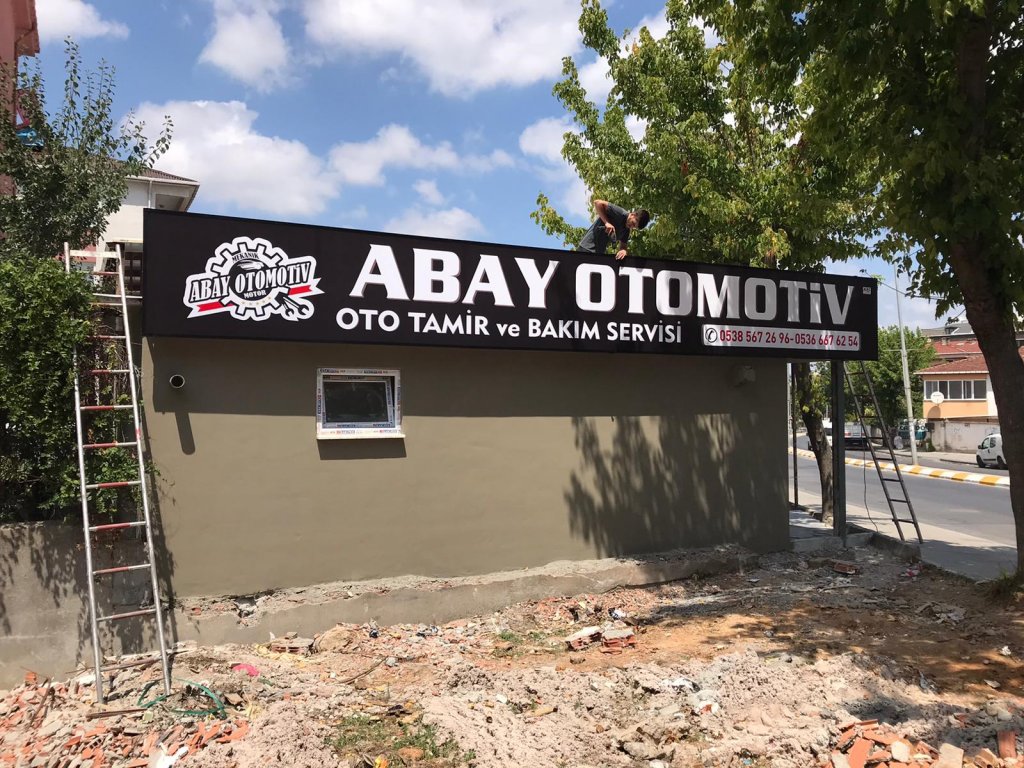 MEKANİK
ABAY OTOMOTİV
MOTOR
ABAY OTOMOTiV
OTO TAMİR ve BAKIM SERVİSİ
0538 567 26 96-0536 667 62 54